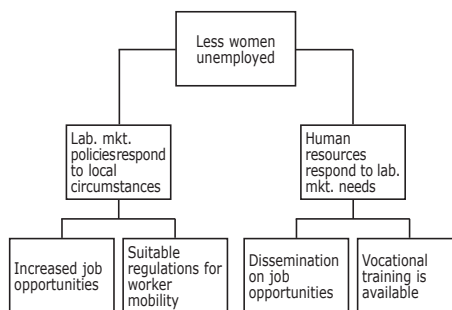 Less women
unemployed
Lab. mkt.
policiesrespond
to local
circumstances
Human
resources
respond to lab.
mkt. needs
Increased job
opportunities
Suitable
regulations for
worker
mobility
Dissemination
on job
opportunities
Vocational
training is
available